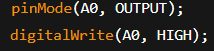 pinMode(A0, OUTPUT);
digitalWrite(A0, HIGH);